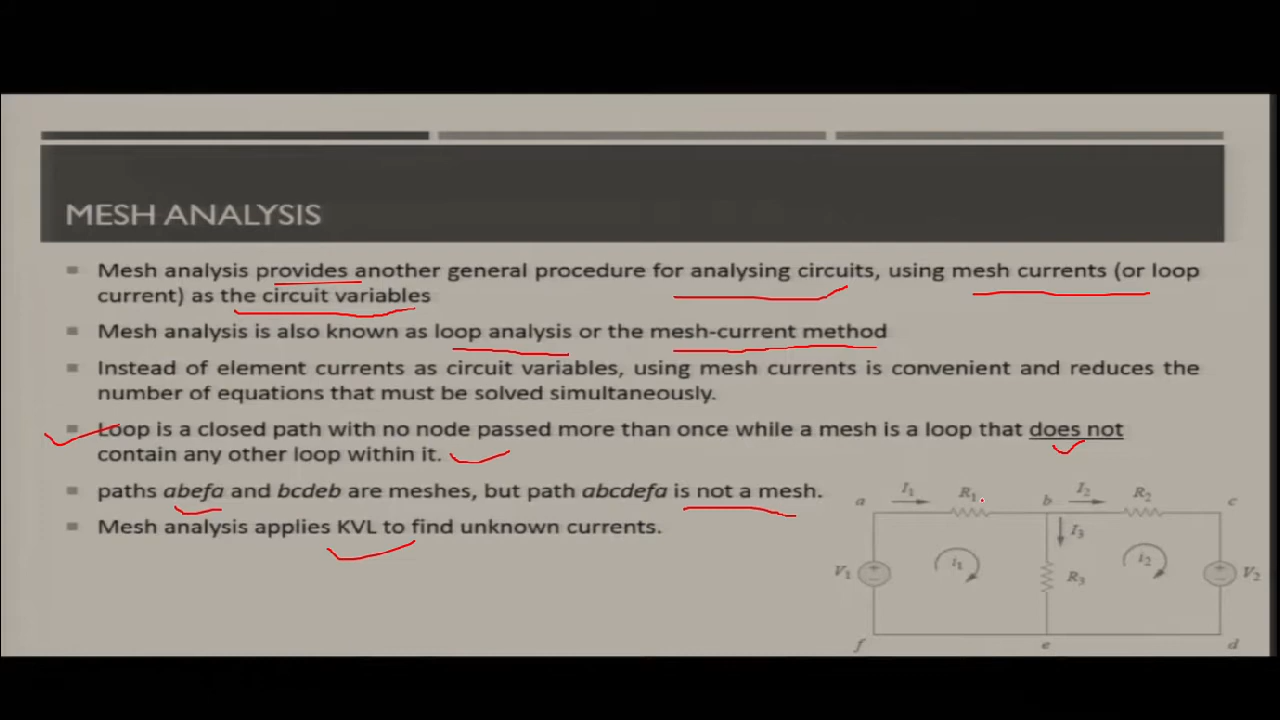 MESH ANALYSIS
Mesh analysis provides another general procedure for analysing circuits, using mesh currents (or loop
current) as the circuit variables
Mesh analysis is also known as loop analysis or the mesh-current method
Instead of element currents as circuit variables, using mesh currents is convenient and reduces the
number of equations that must be solved simultaneously.
Loop is a closed path with no node passed more than once while a mesh is a loop that does not
contain any other loop within it.
paths abefa and bcdeb are meshes, but path abcdefa is not a mesh.
Mesh analysis applies KVL to find unknown currents.
a I1 R1 b I2 R2 c
I3
V1 i1 R3 i2 V2
f e d